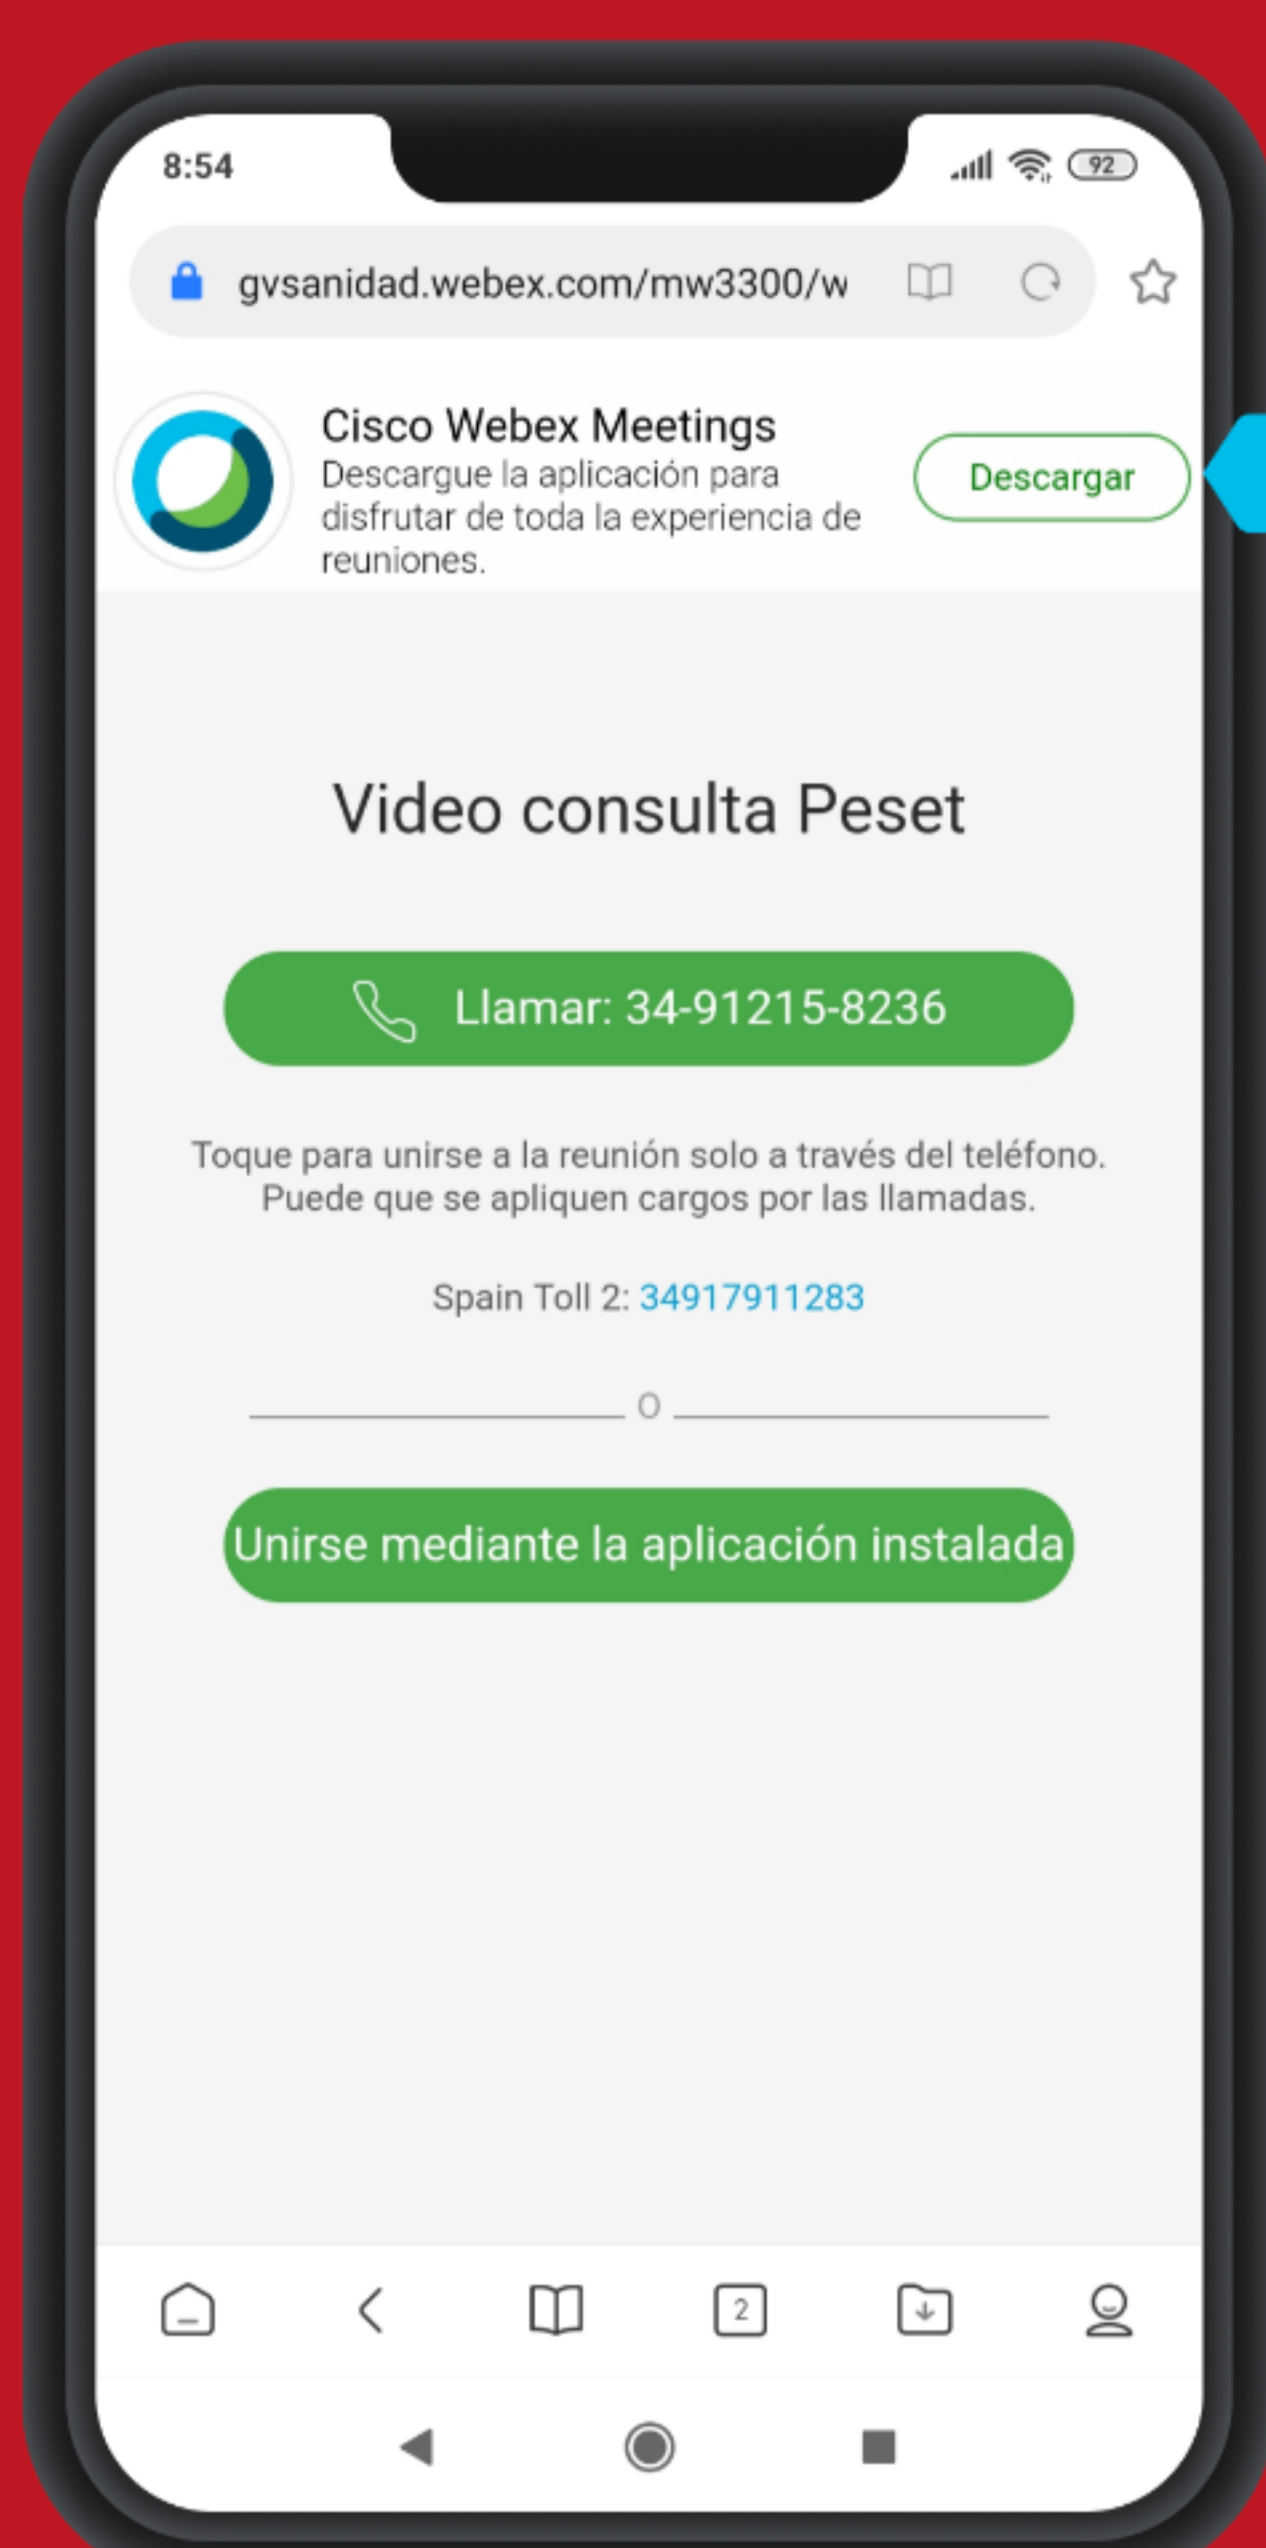 8:54
92
gvsanidad.webex.com/mw3300/w
Cisco Webex Meetings
Descargue la aplicación para
disfrutar de toda la experiencia de
reuniones.
Descargar
Video consulta Peset
Llamar: 34-91215-8236
Toque para unirse a la reunión solo a través del teléfono.
Puede que se apliquen cargos por las llamadas.
Spain Toll 2: 34917911283
O
Unirse mediante la aplicación instalada
2